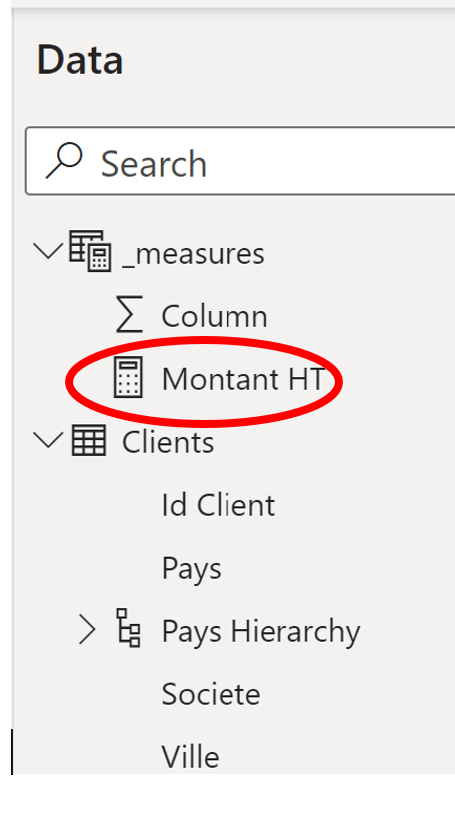 Data
Search
_measures
Column
Montant HT
Clients
Id Client
Pays
Pays Hierarchy
Societe
Ville